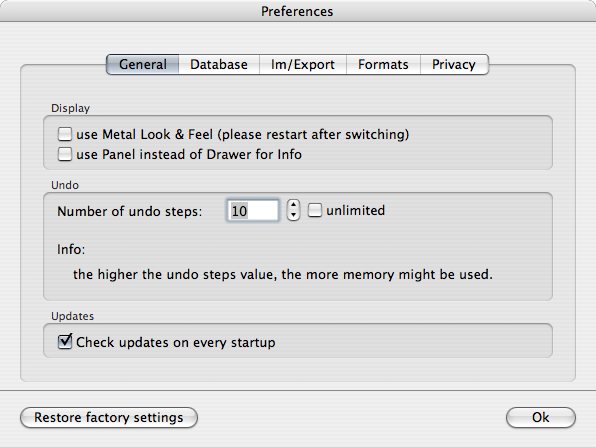 Preferences
General Database Im/Export Formats Privacy
Display
use Metal Look & Feel (please restart after switching)
use Panel instead of Drawer for Info
Undo
Number of undo steps: 10 unlimited
Info:
the higher the undo steps value, the more memory might be used.
Updates
Check updates on every startup
Restore factory settings Ok